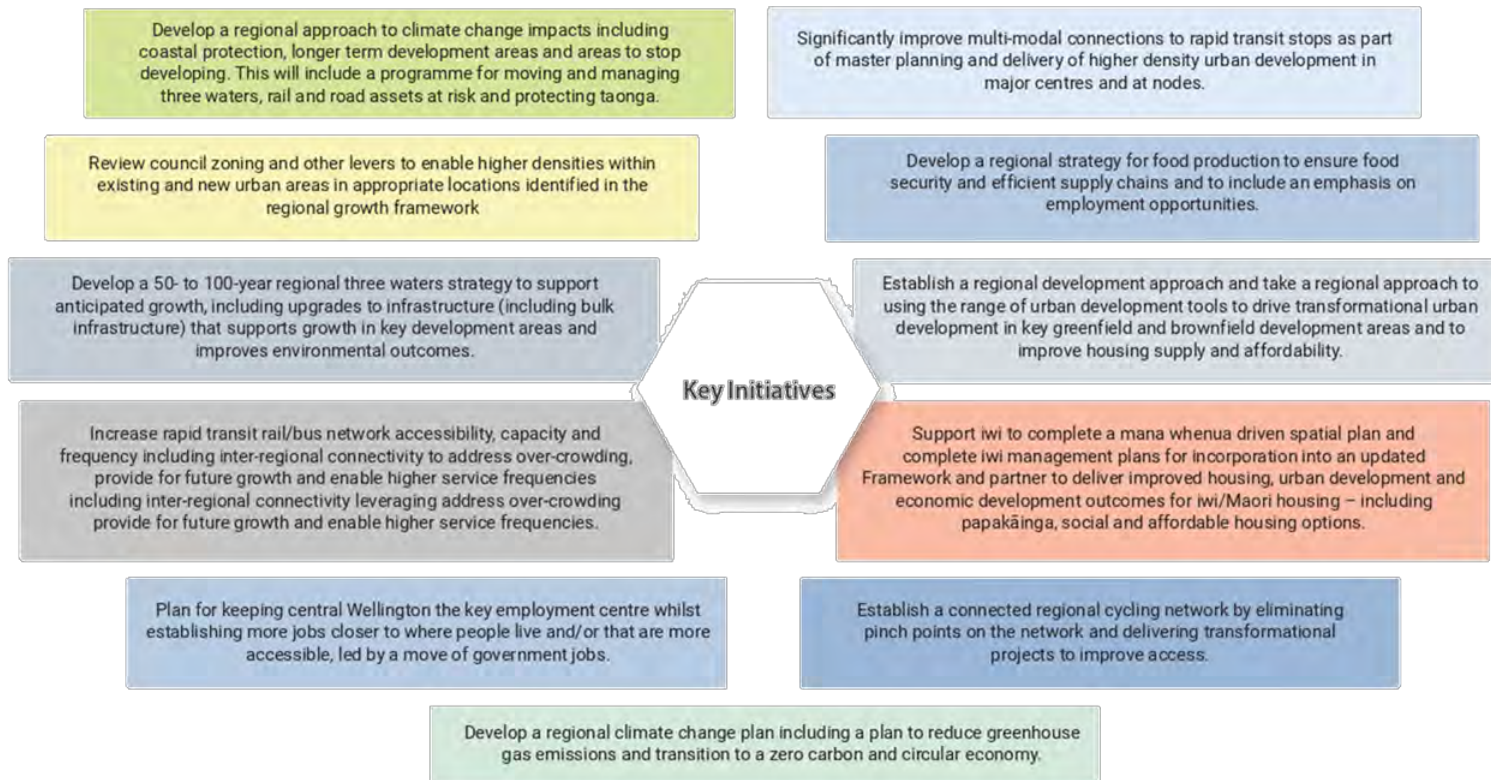 Develop a regional approach to climate change impacts including
coastal protection, longer term development areas and areas to stop
developing. This will include a programme for moving and managing
three waters, rail and road assets at risk and protecting taonga.
Significantly improve multi-modal connections to rapid transit stops as part
of master planning and delivery of higher density urban development in
major centres and at nodes.
Review council zoning and other levers to enable higher densities within
existing and new urban areas in appropriate locations identified in the
regional growth framework
Develop a regional strategy for food production to ensure food
security and efficient supply chains and to include an emphasis on
employment opportunities.
Develop a 50- to 100-year regional three waters strategy to support
anticipated growth, including upgrades to infrastructure (including bulk
infrastructure) that supports growth in key development areas and
improves environmental outcomes.
Establish a regional development approach and take a regional approach to
using the range of urban development tools to drive transformational urban
development in key greenfield and brownfield development areas and to
improve housing supply and affordability.
Key Initiatives
Increase rapid transit rail/bus network accessibility, capacity and
frequency including inter-regional connectivity to address over-crowding,
provide for future growth and enable higher service frequencies
including inter-regional connectivity leveraging address over-crowding
provide for future growth and enable higher service frequencies.
Support iwi to complete a mana whenua driven spatial plan and
complete iwi management plans for incorporation into an updated
Framework and partner to deliver improved housing, urban development and
economic development outcomes for iwi/Maori housing – including
papakāinga, social and affordable housing options.
Plan for keeping central Wellington the key employment centre whilst
establishing more jobs closer to where people live and/or that are more
accessible, led by a move of government jobs.
Establish a connected regional cycling network by eliminating
pinch points on the network and delivering transformational
projects to improve access.
Develop a regional climate change plan including a plan to reduce greenhouse
gas emissions and transition to a zero carbon and circular economy.